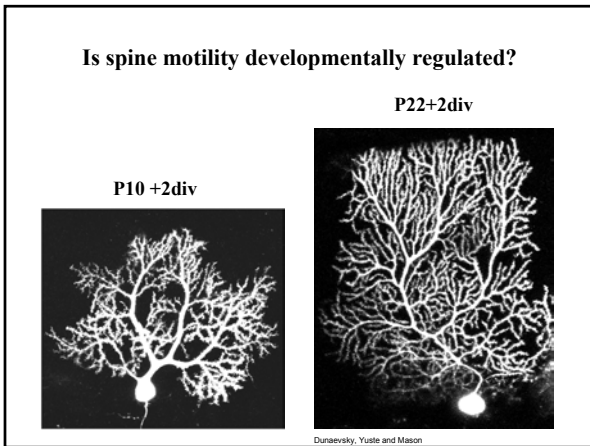 Is spine motility developmentally regulated?
P22+2div
P10 +2div
Dunaevsky, Yuste and Mason